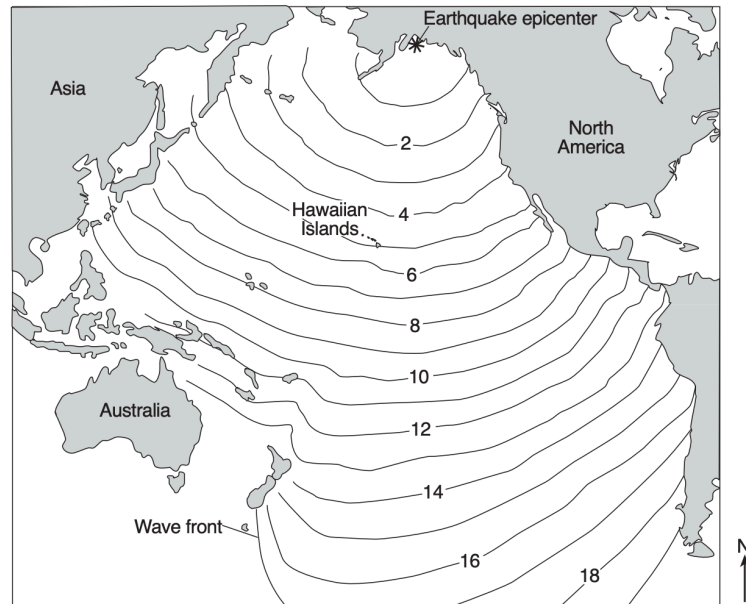 Earthquake epicenter
Asia
North
America
2
Hawaiian
Islands
4
6
8
10
Australia
12
14
Wave front
16
18
N